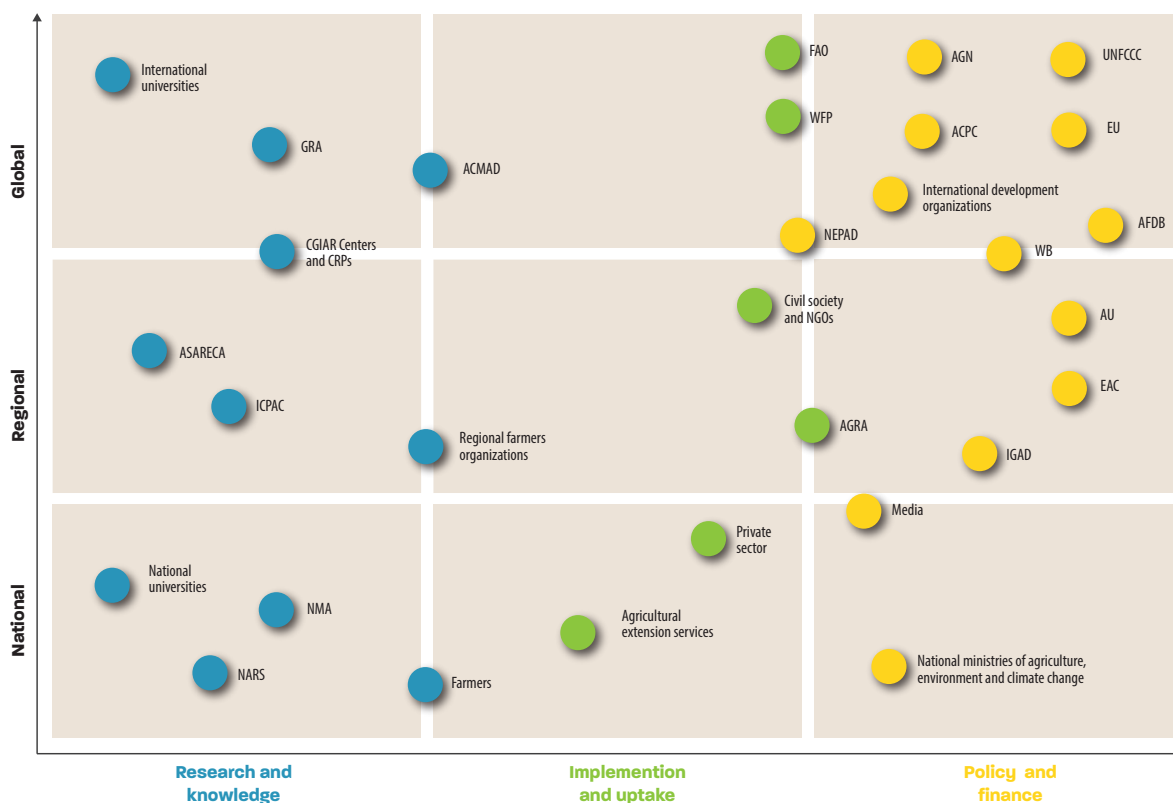 Global
International
universities
GRA
ACMAD
FAO
WFP
AGN
UNFCCC
ACPC
EU
International development
organizations
NEPAD
AFDB
WB
CGIAR Centers
and CRPs
Regional
ASARECA
ICPAC
Regional farmers
organizations
Civil society
and NGOs
AGRA
AU
EAC
IGAD
National
National
universities
NMA
NARS
Farmers
Private
sector
Agricultural
extension services
Media
National ministries of agriculture,
environment and climate change
Research and
knowledge
Implemention
and uptake
Policy and
finance